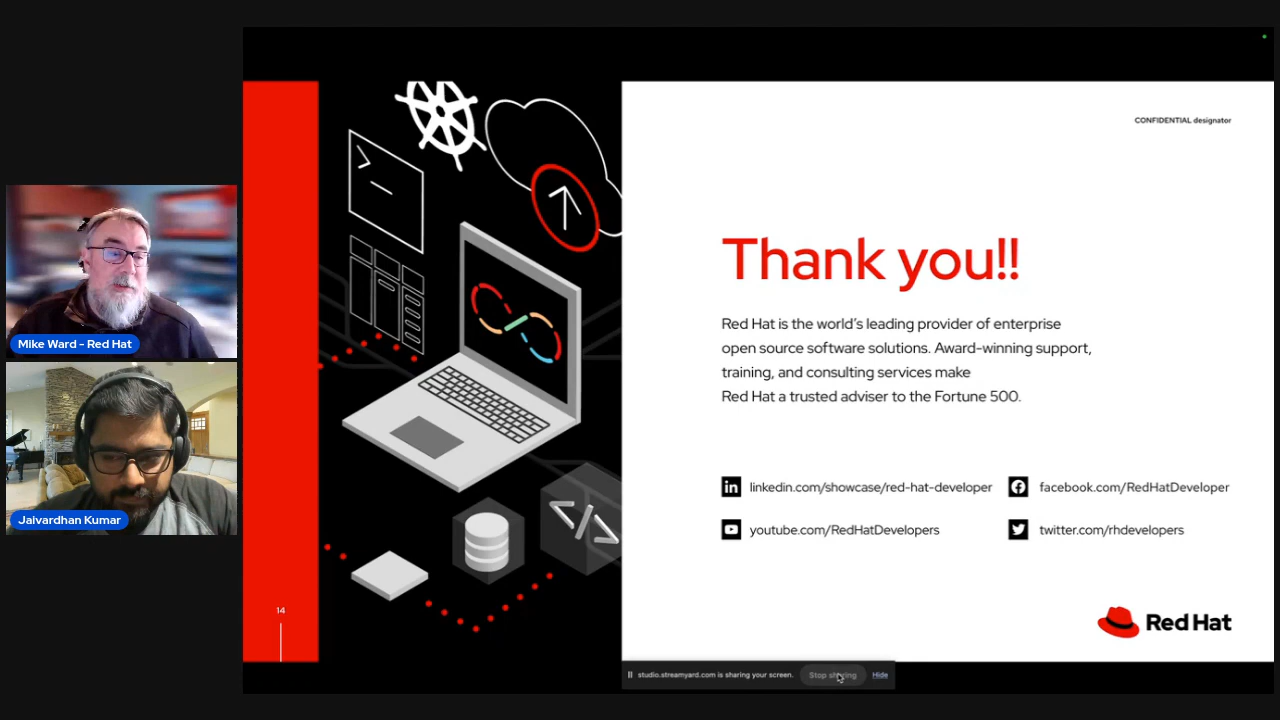 Mike Ward - Red Hat
Jaivardhan Kumar
>_
14
</>
CONFIDENTIAL designator
Thank you!!
Red Hat is the world's leading provider of enterprise
open source software solutions. Award-winning support,
training, and consulting services make
Red Hat a trusted adviser to the Fortune 500.
linkedin.com/showcase/red-hat-developer
facebook.com/RedHatDeveloper
youtube.com/RedHatDevelopers
twitter.com/rhdevelopers
Red Hat
studio.streamyard.com is sharing your screen.
Stop sharing
Hide